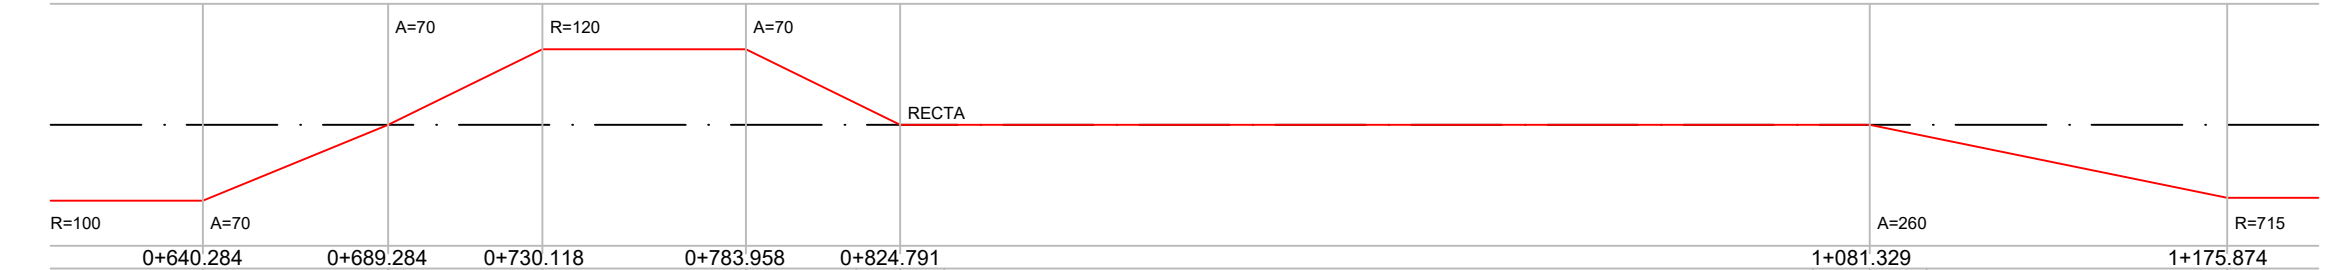 A=70
R=120
A=70
RECTA
R=100
A=70
A=260
R=715
0+640.284
0+689.284
0+730.118
0+783.958
0+824.791
1+081.329
1+175.874